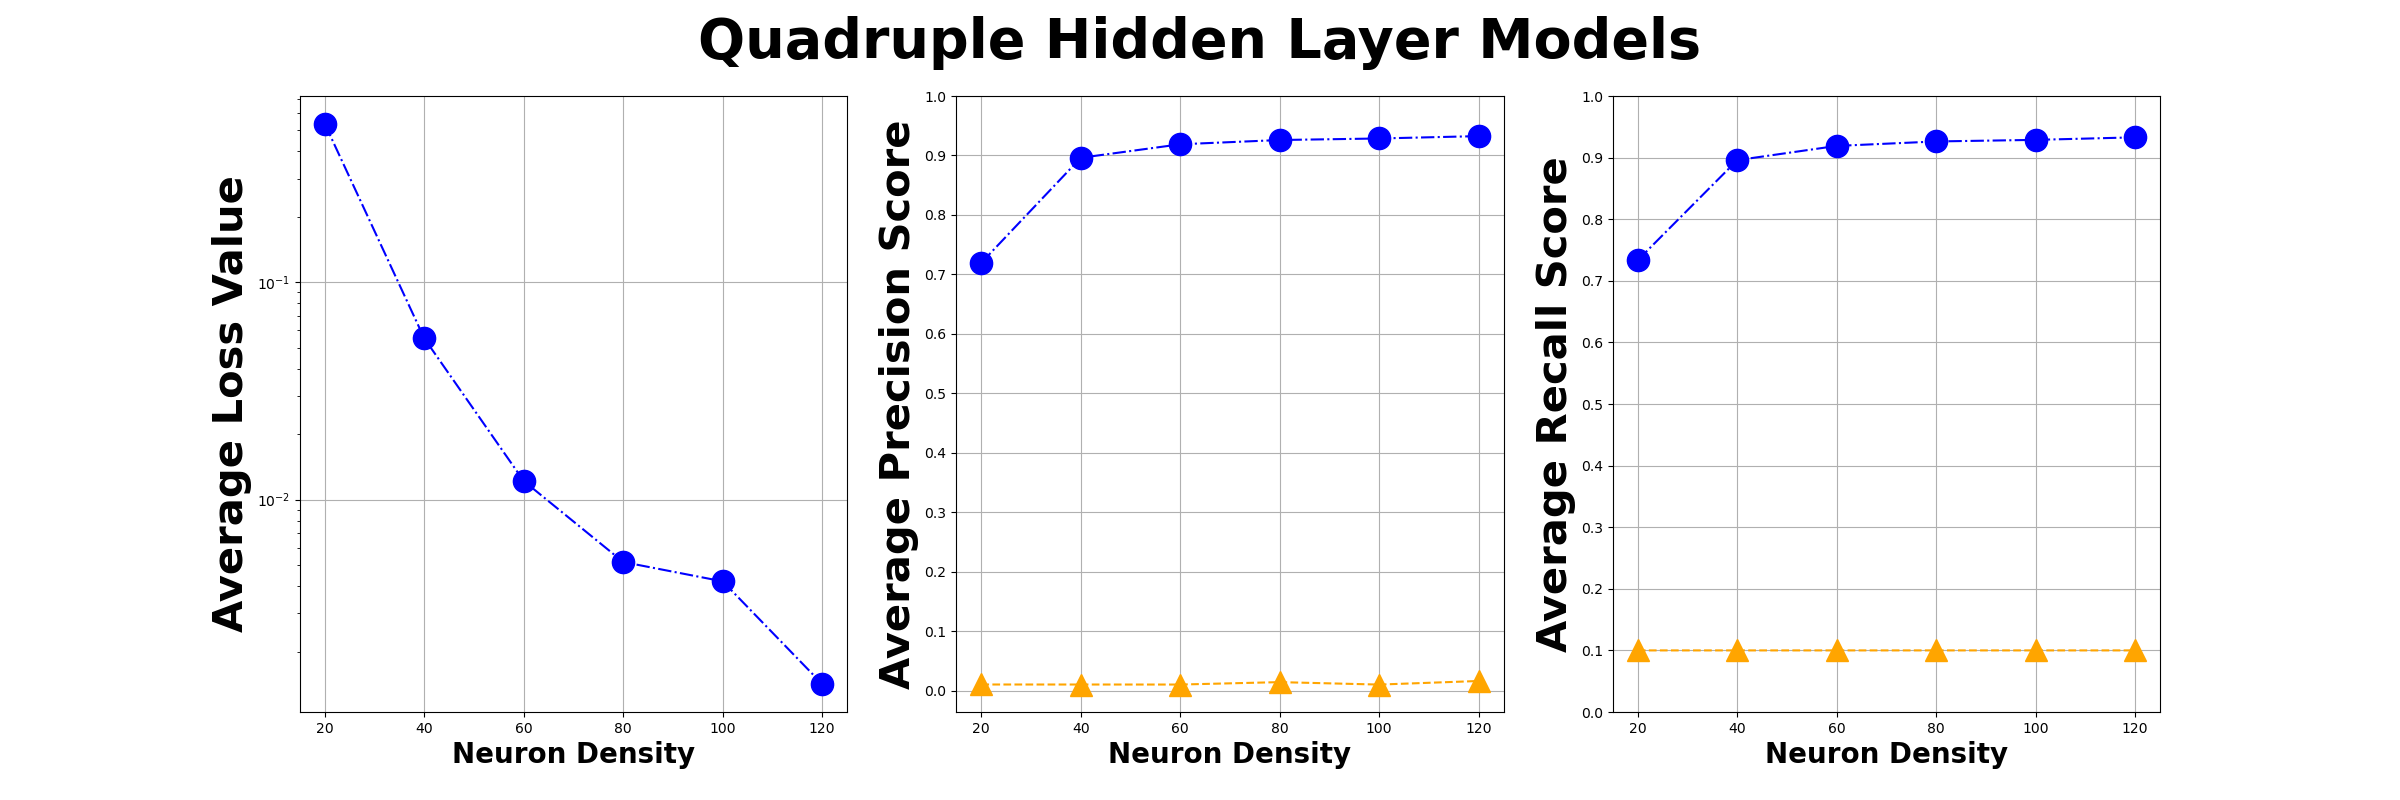 Quadruple Hidden Layer Models
Average Loss Value
10⁻¹
10⁻²
20 40 60 80 100 120
Neuron Density
Average Precision Score
1.0
0.9
0.8
0.7
0.6
0.5
0.4
0.3
0.2
0.1
0.0
20 40 60 80 100 120
Neuron Density
Average Recall Score
1.0
0.9
0.8
0.7
0.6
0.5
0.4
0.3
0.2
0.1
0.0
20 40 60 80 100 120
Neuron Density